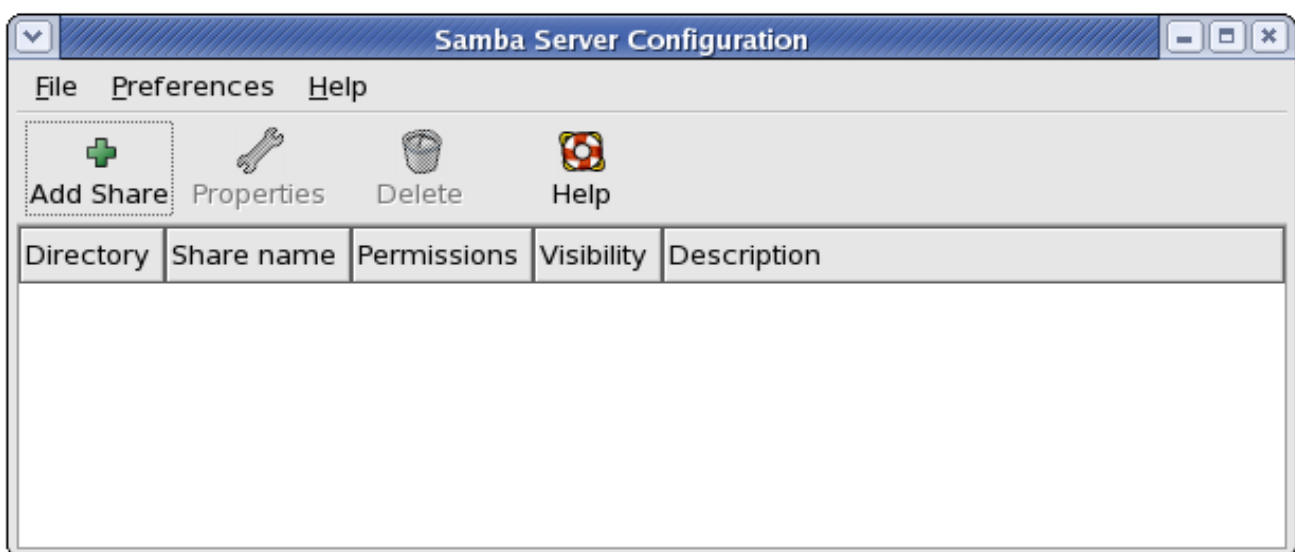 Samba Server Configuration
File Preferences Help
Add Share Properties Delete Help
Directory Share name Permissions Visibility Description